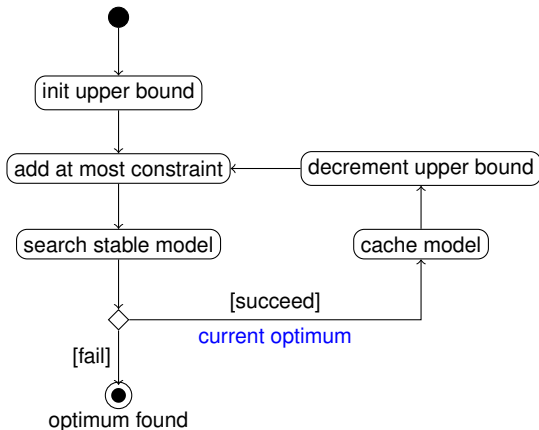 init upper bound
add at most constraint
decrement upper bound
search stable model
cache model
[succeed]
current optimum
[fail]
optimum found